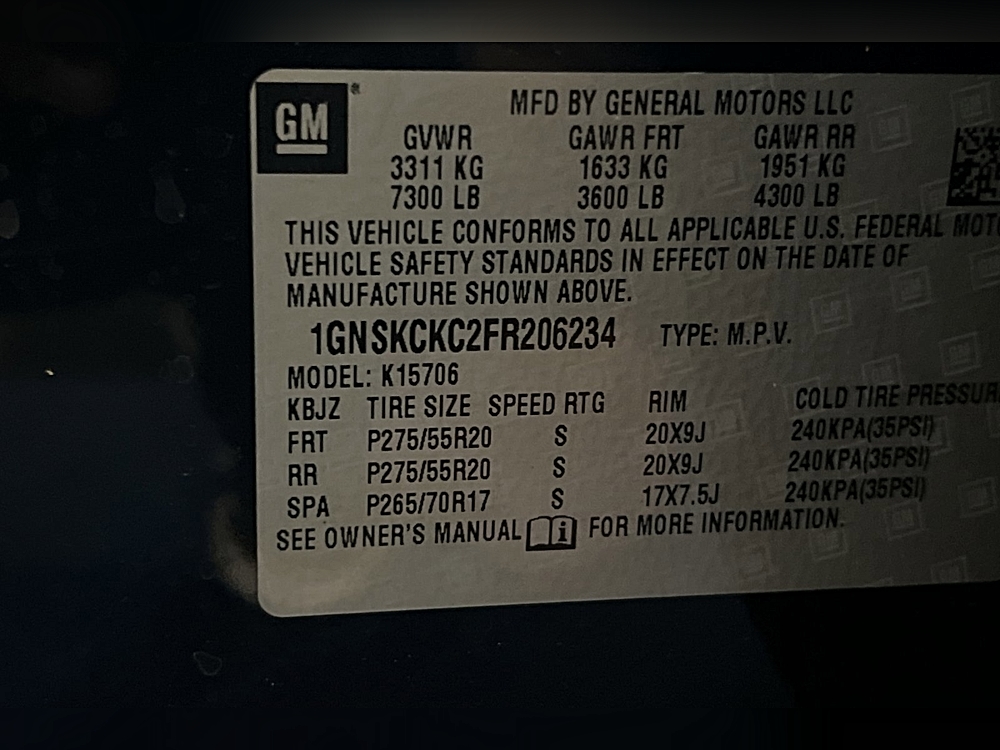 GM ®
MFD BY GENERAL MOTORS LLC
GVWR GAWR FRT GAWR RR
3311 KG 1633 KG 1951 KG
7300 LB 3600 LB 4300 LB
THIS VEHICLE CONFORMS TO ALL APPLICABLE U.S. FEDERAL MOT
VEHICLE SAFETY STANDARDS IN EFFECT ON THE DATE OF
MANUFACTURE SHOWN ABOVE.
1GNSKCKC2FR206234 TYPE: M.P.V.
MODEL: K15706
KBJZ TIRE SIZE SPEED RTG RIM COLD TIRE PRESSUR
FRT P275/55R20 S 20X9J 240KPA(35PSI)
RR P275/55R20 S 20X9J 240KPA(35PSI)
SPA P265/70R17 S 17X7.5J 240KPA(35PSI)
SEE OWNER'S MANUAL i FOR MORE INFORMATION.